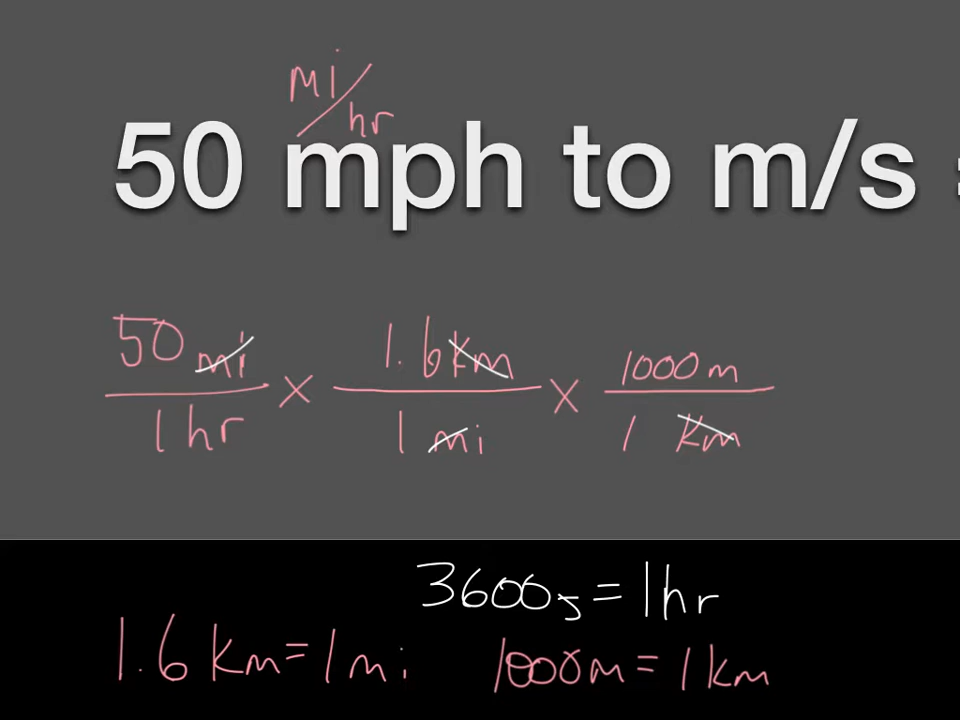 mi/hr
50 mph to m/s =
50 mi / 1 hr × 1.6 km / 1 mi × 1000 m / 1 km
3600s = 1hr
1.6 km = 1 mi 1000m = 1 km